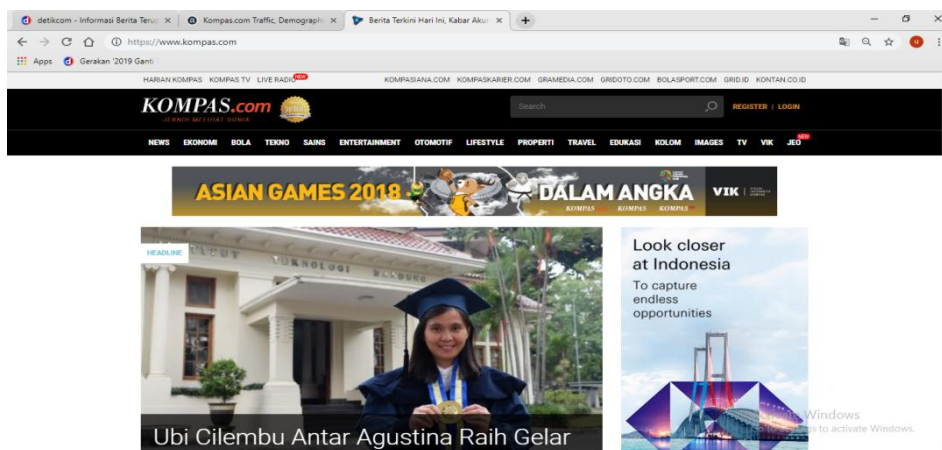 detikcom - Informasi Berita Teru
Kompas.com Traffic, Demograph
Berita Terkini Hari Ini, Kabar Akur
https://www.kompas.com
Apps Gerakan '2019 Ganti
HARIAN KOMPAS KOMPAS TV LIVE RADIO NEW KOMPASIANA.COM KOMPASKARIER.COM GRAMEDIA.COM GRIDOTO.COM BOLASPORT.COM GRID.ID KONTAN.CO.ID
KOMPAS.com
JERNIH MELIHAT DUNIA
Search
REGISTER | LOGIN
NEWS EKONOMI BOLA TEKNO SAINS ENTERTAINMENT OTOMOTIF LIFESTYLE PROPERTI TRAVEL EDUKASI KOLOM IMAGES TV VIK JEO NEW
ASIAN GAMES 2018 DALAM ANGKA VIK
KOMPAS KOMPAS KOMPAS
HEADLINE
TEKNOLOGI BANDUNG
Ubi Cilembu Antar Agustina Raih Gelar
Look closer
at Indonesia
To capture
endless
opportunities
Windows
to activate Windows.